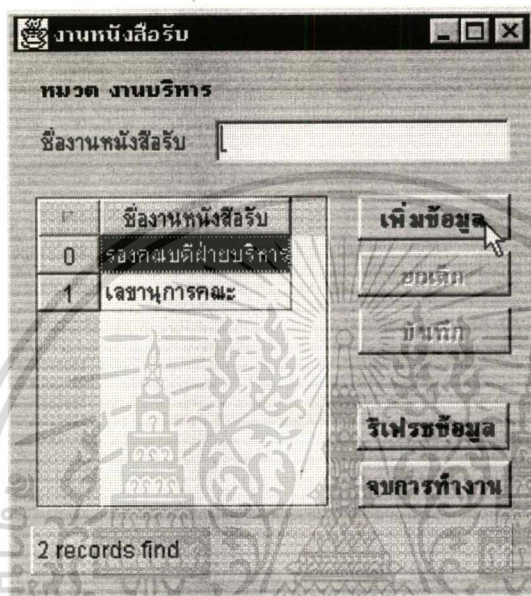 งานหนังสือรับ
หมวด งานบริหาร
ชื่องานหนังสือรับ
ชื่องานหนังสือรับ
0 รองคณบดีฝ่ายบริหาร
1 เลขานุการคณะ
เพิ่มข้อมูล
ยกเลิก
บันทึก
รีเฟรชข้อมูล
จบการทำงาน
2 records find